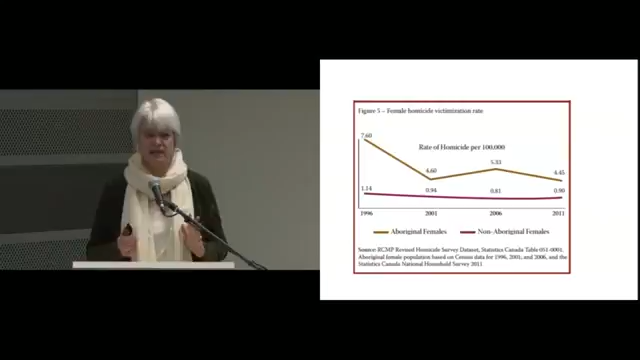 Figure 5 – Female homicide victimization rate
Rate of Homicide per 100,000
7.60
4.60
5.33
4.45
1.14
0.94
0.81
0.90
1996
2001
2006
2011
Aboriginal Females
Non-Aboriginal Females
Source: RCMP Revised Homicide Survey Dataset, Statistics Canada Table 051-0001.
Aboriginal female population based on Census data for 1996, 2001, and 2006, and the
Statistics Canada National Household Survey 2011